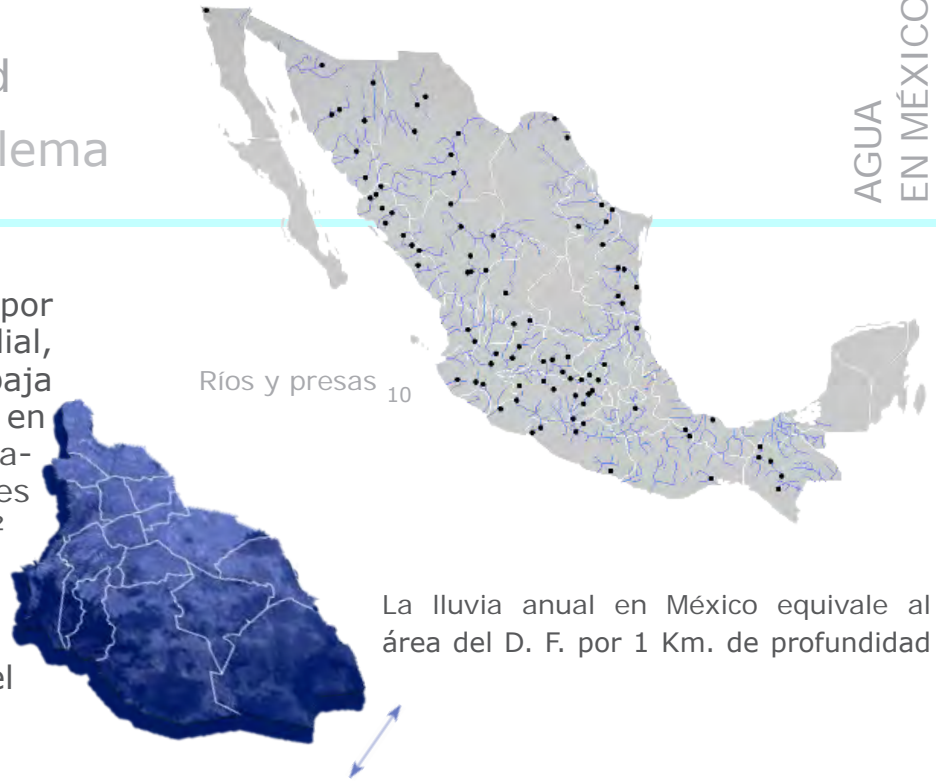 d
lema
AGUA
EN MÉXICO
por
dial,
baja
en
a-
es
2
el
Ríos y presas 10
La lluvia anual en México equivale al
área del D. F. por 1 Km. de profundidad